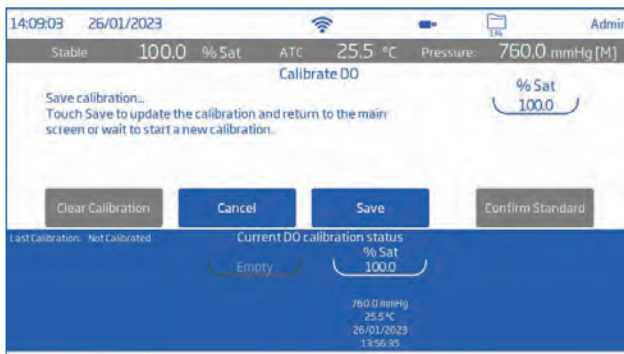 14:09:03 26/01/2023 Admin
Stable 100.0 % Sat ATC 25.5 °C Pressure: 760.0 mmHg [M]
Calibrate DO
Save calibration...
Touch Save to update the calibration and return to the main
screen or wait to start a new calibration.
% Sat
100.0
Clear Calibration Cancel Save Confirm Standard
Last Calibration: Not Calibrated Current DO calibration status
% Sat
Empty 100.0
760.0 mmHg
25.5 °C
26/01/2023
13:56:35